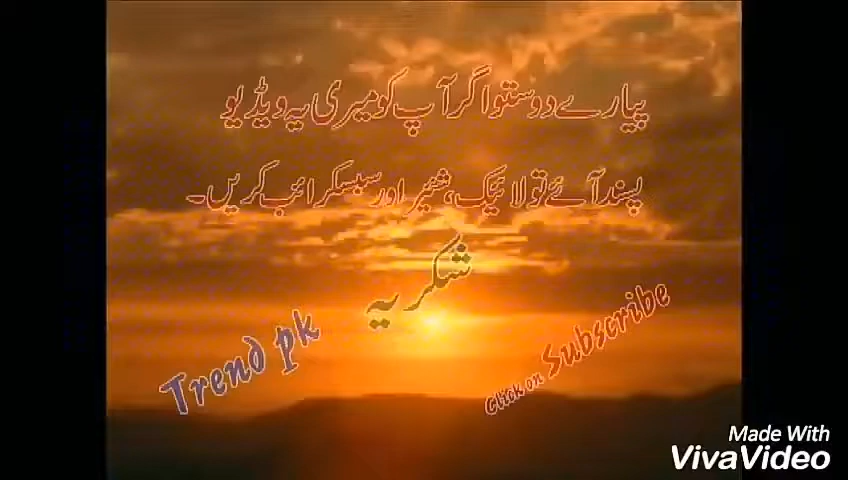 پیارے دوستو اگر آپ کو میری یہ ویڈیو
پسند آئے تو لائیک، شئیر اور سبسکرائب کریں۔
شکریہ
Trend pk
Click on Subscribe
Made With
VivaVideo